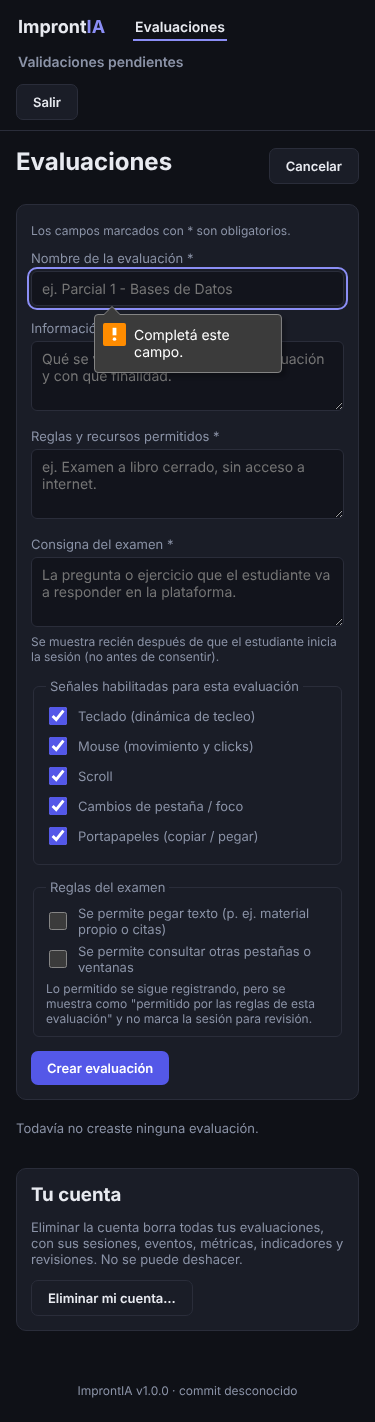 ImprontIA
Evaluaciones
Validaciones pendientes
Salir
Evaluaciones
Cancelar
Los campos marcados con * son obligatorios.
Nombre de la evaluación *
ej. Parcial 1 - Bases de Datos
Completá este
campo.
Qué se
y con qué finalidad.
Reglas y recursos permitidos *
ej. Examen a libro cerrado, sin acceso a
internet.
Consigna del examen *
La pregunta o ejercicio que el estudiante va
a responder en la plataforma.
Se muestra recién después de que el estudiante inicia
la sesión (no antes de consentir).
Señales habilitadas para esta evaluación
Teclado (dinámica de tecleo)
Mouse (movimiento y clicks)
Scroll
Cambios de pestaña / foco
Portapapeles (copiar / pegar)
Reglas del examen
Se permite pegar texto (p. ej. material
propio o citas)
Se permite consultar otras pestañas o
ventanas
Lo permitido se sigue registrando, pero se
muestra como "permitido por las reglas de esta
evaluación" y no marca la sesión para revisión.
Crear evaluación
Todavía no creaste ninguna evaluación.
Tu cuenta
Eliminar la cuenta borra todas tus evaluaciones,
con sus sesiones, eventos, métricas, indicadores y
revisiones. No se puede deshacer.
Eliminar mi cuenta...
ImprontIA v1.0.0 · commit desconocido